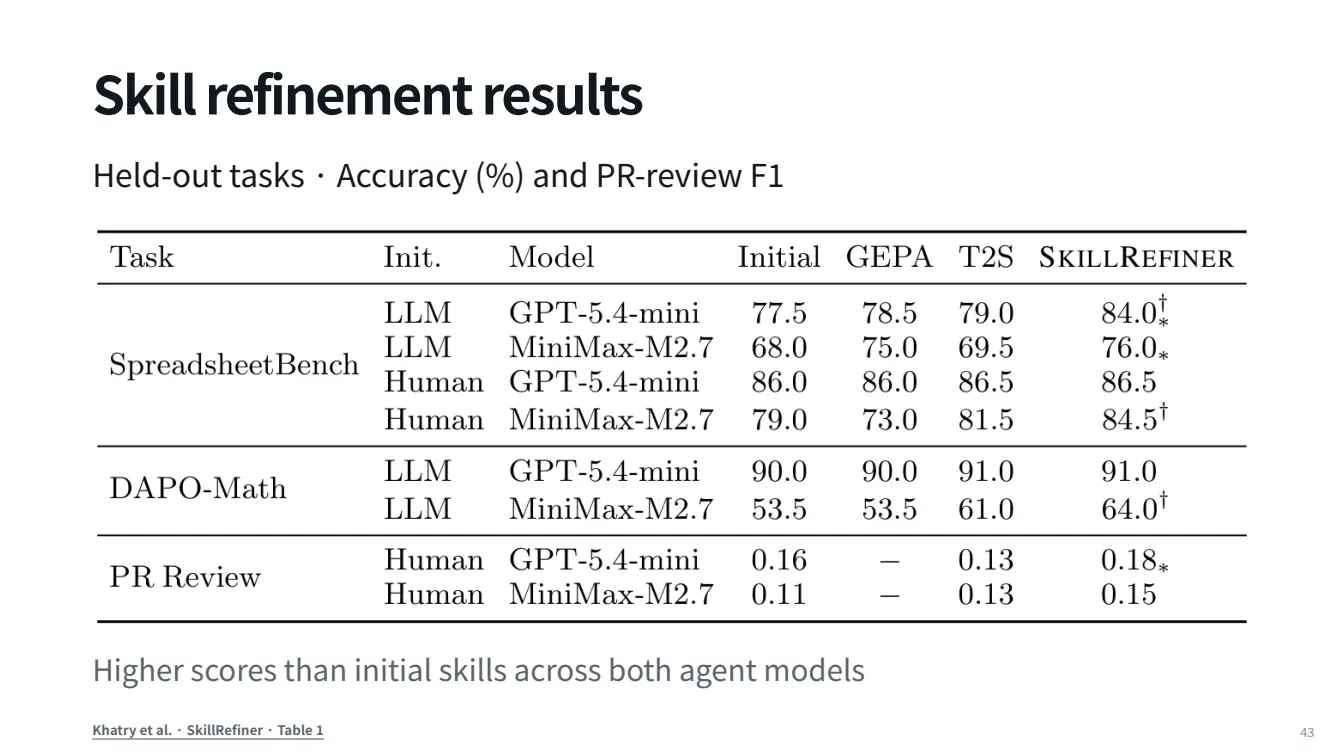 Skill refinement results
Held-out tasks · Accuracy (%) and PR-review F1
Task Init. Model Initial GEPA T2S SKILLREFINER
SpreadsheetBench
LLM GPT-5.4-mini 77.5 78.5 79.0 84.0†*
LLM MiniMax-M2.7 68.0 75.0 69.5 76.0*
Human GPT-5.4-mini 86.0 86.0 86.5 86.5
Human MiniMax-M2.7 79.0 73.0 81.5 84.5†
DAPO-Math
LLM GPT-5.4-mini 90.0 90.0 91.0 91.0
LLM MiniMax-M2.7 53.5 53.5 61.0 64.0†
PR Review
Human GPT-5.4-mini 0.16 – 0.13 0.18*
Human MiniMax-M2.7 0.11 – 0.13 0.15
Higher scores than initial skills across both agent models
Khatry et al. · SkillRefiner · Table 1
43